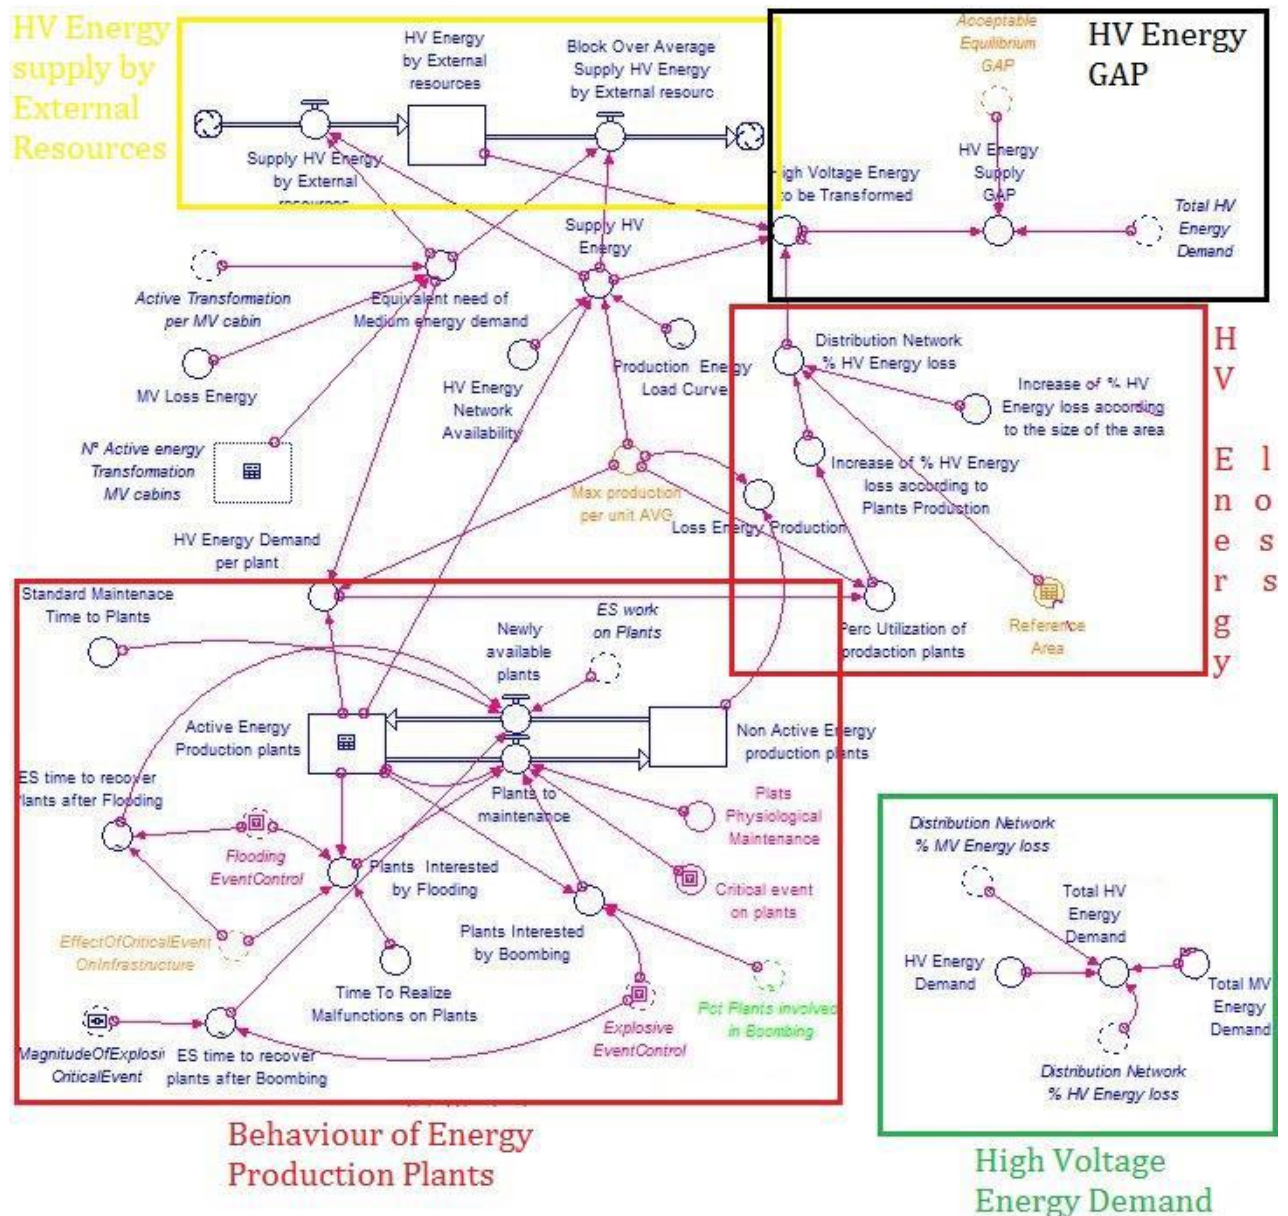 HV Energy
supply by
External
Resources
HV Energy
by External
resources
Block Over Average
Supply HV Energy
by External resourc
Supply HV Energy
by External
resources
Acceptable
Equilibrium
GAP
HV Energy
GAP
HV Energy
Supply
GAP
High Voltage Energy
to be Transformed
Total HV
Energy
Demand
Supply HV
Energy
Active Transformation
per MV cabin
Equivalent need of
Medium energy demand
MV Loss Energy
HV Energy
Network
Availability
Production Energy
Load Curve
N° Active energy
Transformation
MV cabins
Max production
per unit AVG
Loss Energy Production
HV Energy Demand
per plant
Distribution Network
% HV Energy loss
Increase of % HV
Energy loss according
to the size of the area
Increase of % HV Energy
loss according to
Plants Production
Perc Utilization of
prodaction plants
Reference
Area
HV Energy loss
Standard Maintenace
Time to Plants
Newly
available
plants
ES work
on Plants
Active Energy
Production plants
Non Active Energy
production plants
Plants to
maintenance
ES time to recover
Plants after Flooding
Flooding
EventControl
Plants Interested
by Flooding
Plats
Physiological
Maintenance
Critical event
on plants
EffectOfCriticalEvent
OnInfrastructure
Time To Realize
Malfunctions on Plants
Plants Interested
by Boombing
Pct Plants involved
in Boombing
Explosive
EventControl
MagnitudeOfExplosi
CriticalEvent
ES time to recover
plants after Boombing
Behaviour of Energy
Production Plants
Distribution Network
% MV Energy loss
Total HV
Energy
Demand
HV Energy
Demand
Total MV
Energy
Demand
Distribution Network
% HV Energy loss
High Voltage
Energy Demand